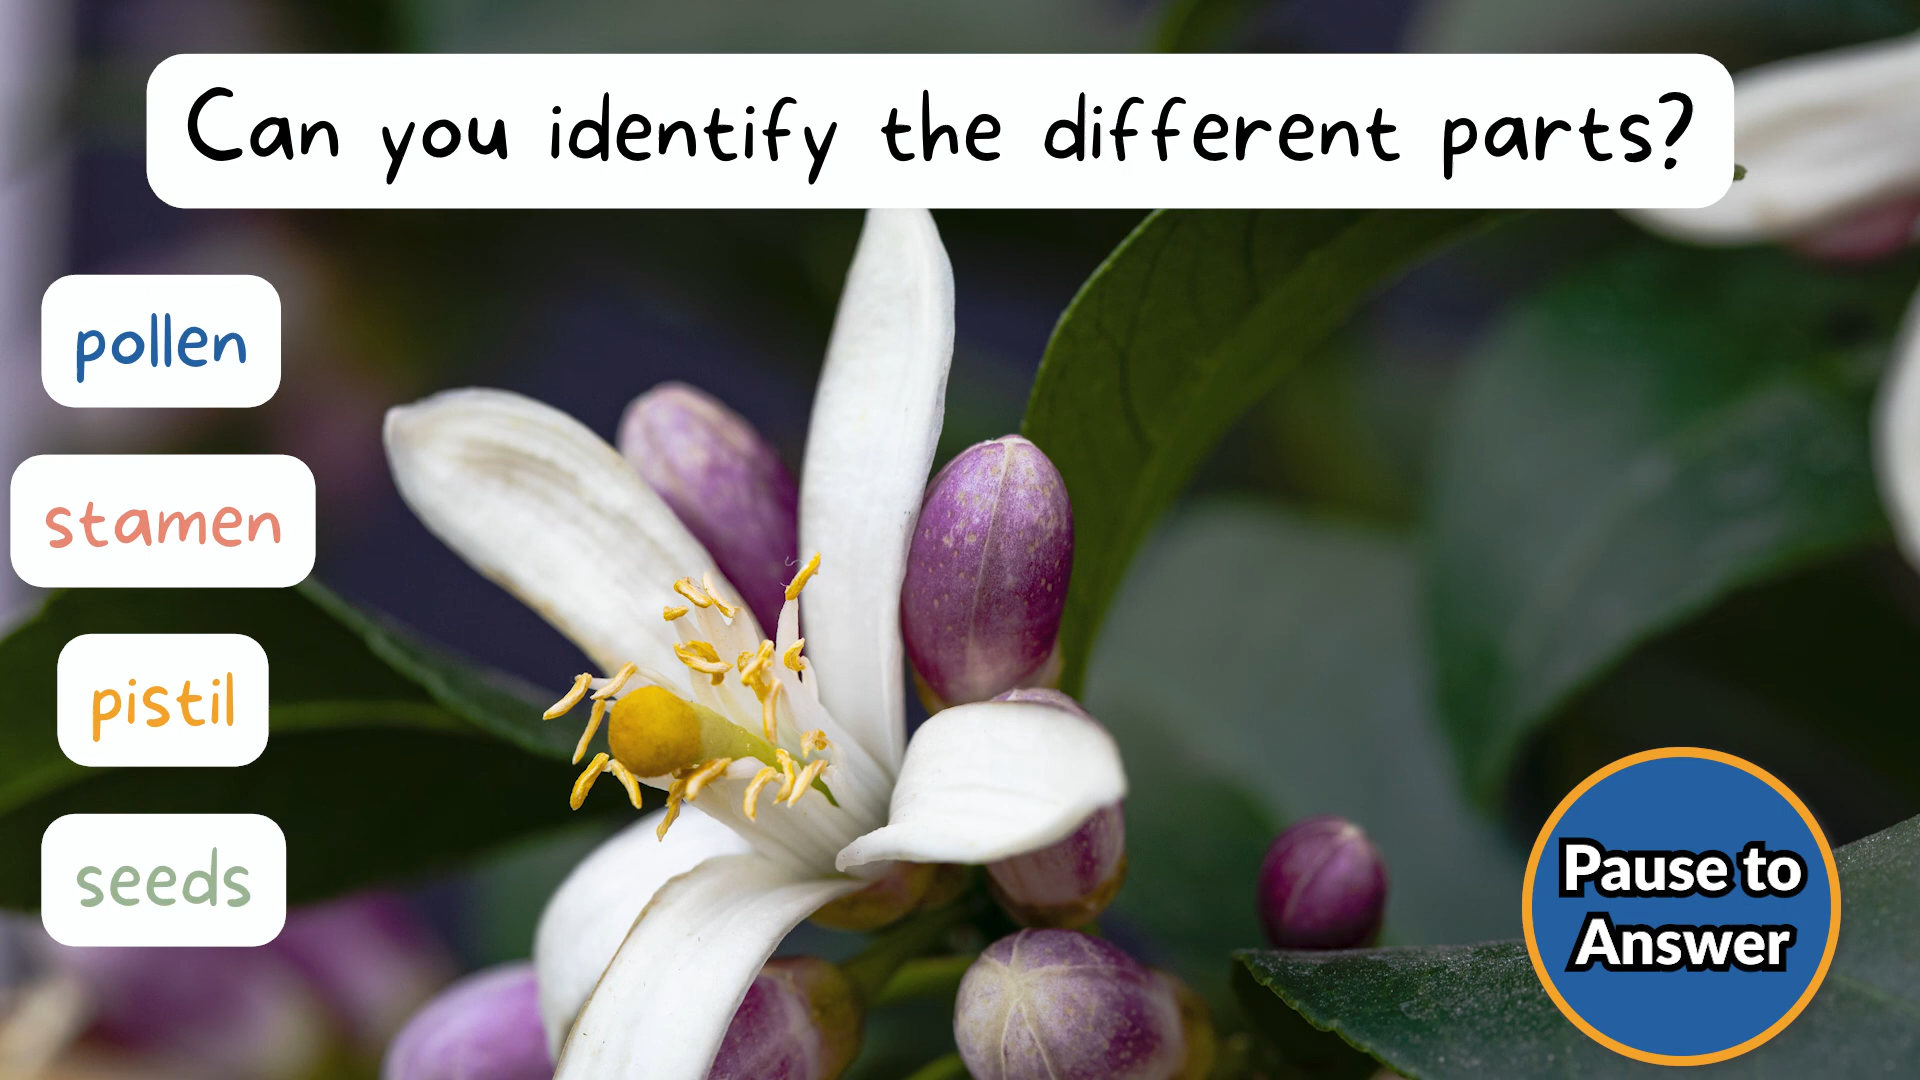 Can you identify the different parts?
pollen
stamen
pistil
seeds
Pause to
Answer